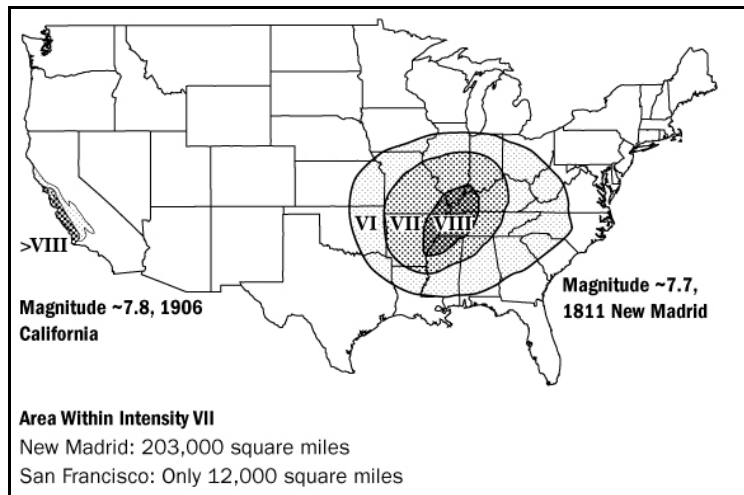 VI VII VIII
>VIII
Magnitude ~7.8, 1906
California
Magnitude ~7.7,
1811 New Madrid
Area Within Intensity VII
New Madrid: 203,000 square miles
San Francisco: Only 12,000 square miles